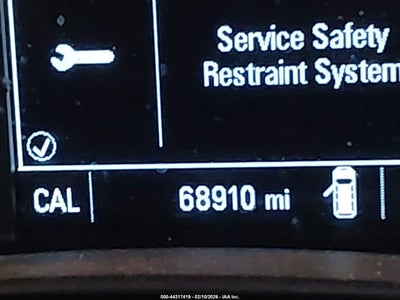 Service Safety
Restraint System
CAL
68910 mi
000-44317419 - 02/10/2026 - IAA Inc.